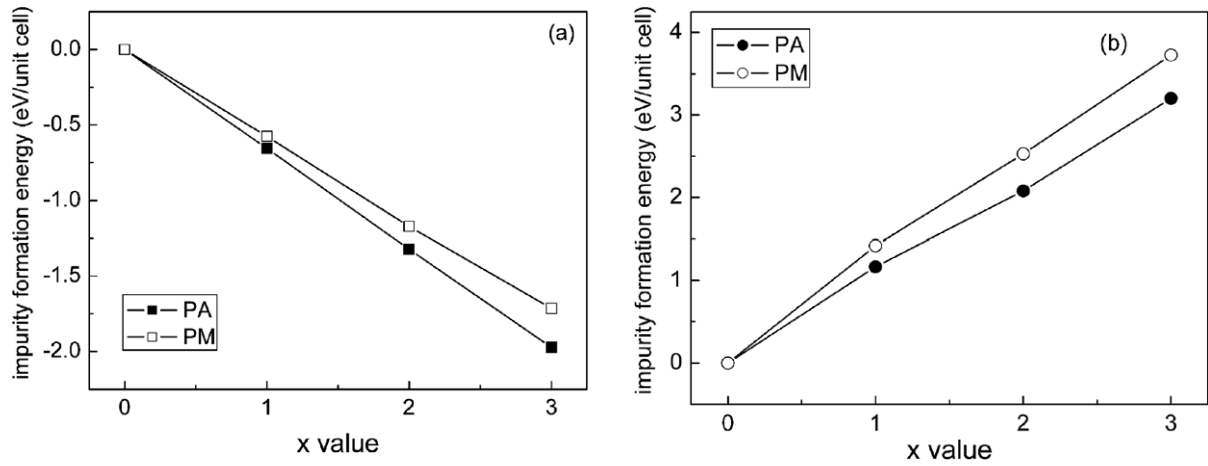 impurity formation energy (eV/unit cell)
0.0
-0.5
-1.0
-1.5
-2.0
(a)
PA
PM
0
1
2
3
x value
impurity formation energy (eV/unit cell)
4
3
2
1
0
PA
PM
(b)
0
1
2
3
x value